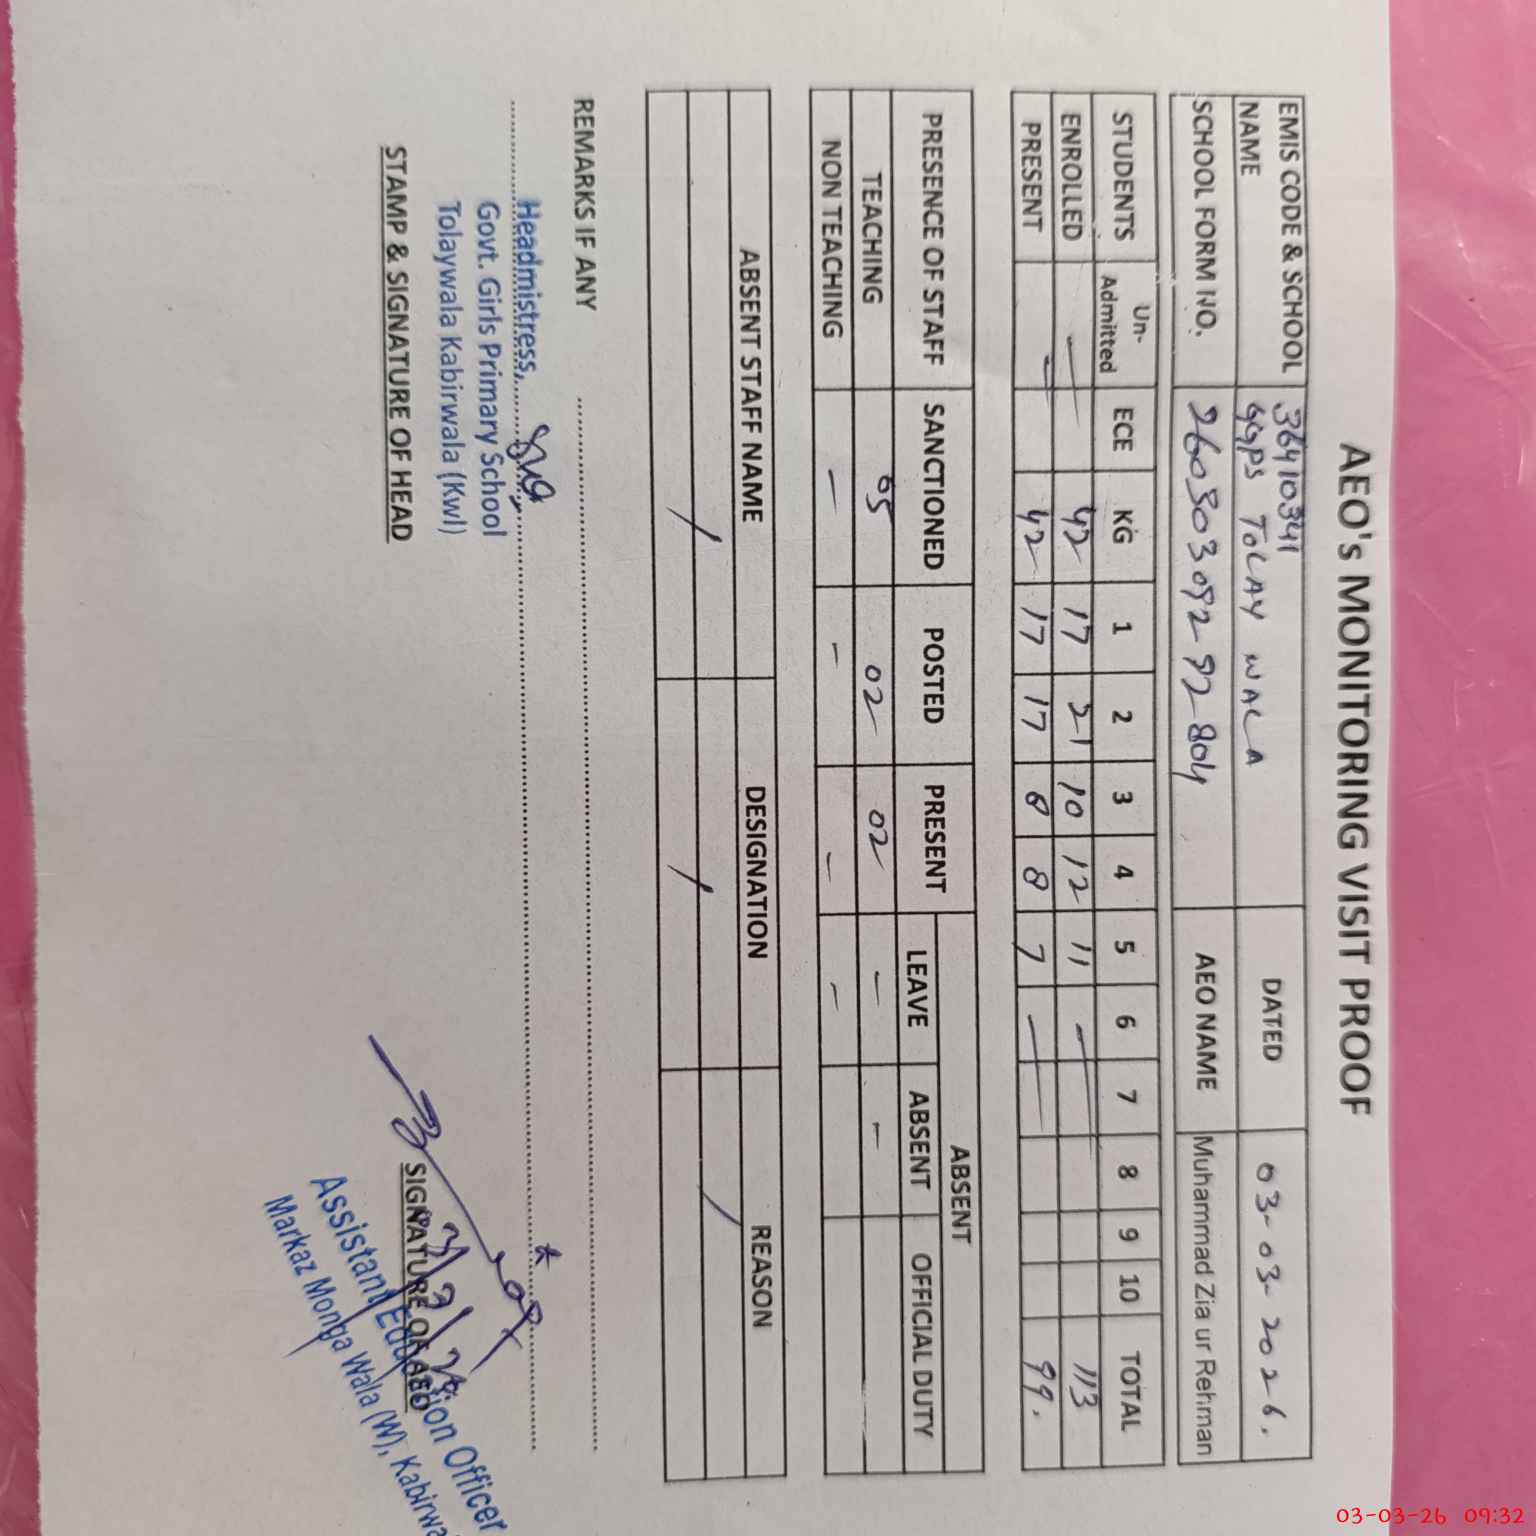 AEO's MONITORING VISIT PROOF
EMIS CODE & SCHOOL NAME 36410341 GGPS TOLAY WALA DATED 03-03-2026.
SCHOOL FORM NO. 26030309292804 AEO NAME Muhammad Zia ur Rehman
STUDENTS Un-Admitted ECE KG 1 2 3 4 5 6 7 8 9 10 TOTAL
ENROLLED — 42 17 21 10 12 11 — 113
PRESENT — 42 17 17 8 8 7 — 99.
PRESENCE OF STAFF SANCTIONED POSTED PRESENT ABSENT
LEAVE ABSENT OFFICIAL DUTY
TEACHING 05 02 02 - -
NON TEACHING - - - -
ABSENT STAFF NAME DESIGNATION REASON
/ / /
REMARKS IF ANY
Headmistress,
Govt. Girls Primary School
Tolaywala Kabirwala (Kwl)
STAMP & SIGNATURE OF HEAD
SIGNATURE OF AEO
Assistant Education Officer
Markaz Monga Wala (W), Kabirwa
03-03-26 09:32